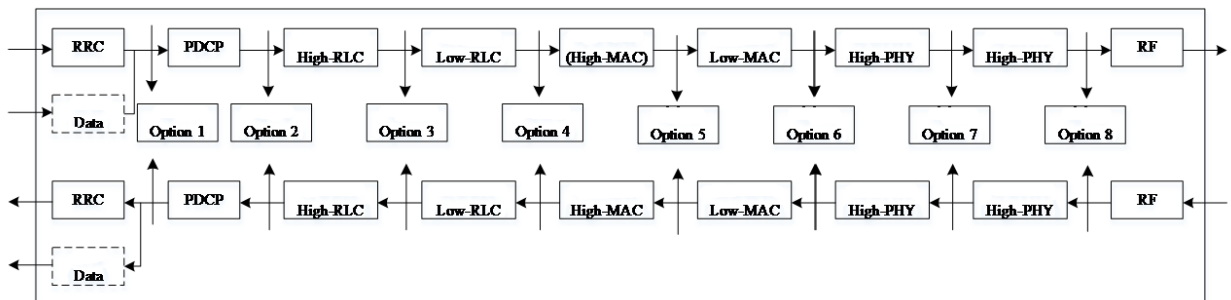 RRC PDCP High-RLC Low-RLC (High-MAC) Low-MAC High-PHY High-PHY RF
Data Option 1 Option 2 Option 3 Option 4 Option 5 Option 6 Option 7 Option 8
RRC PDCP High-RLC Low-RLC High-MAC Low-MAC High-PHY High-PHY RF
Data